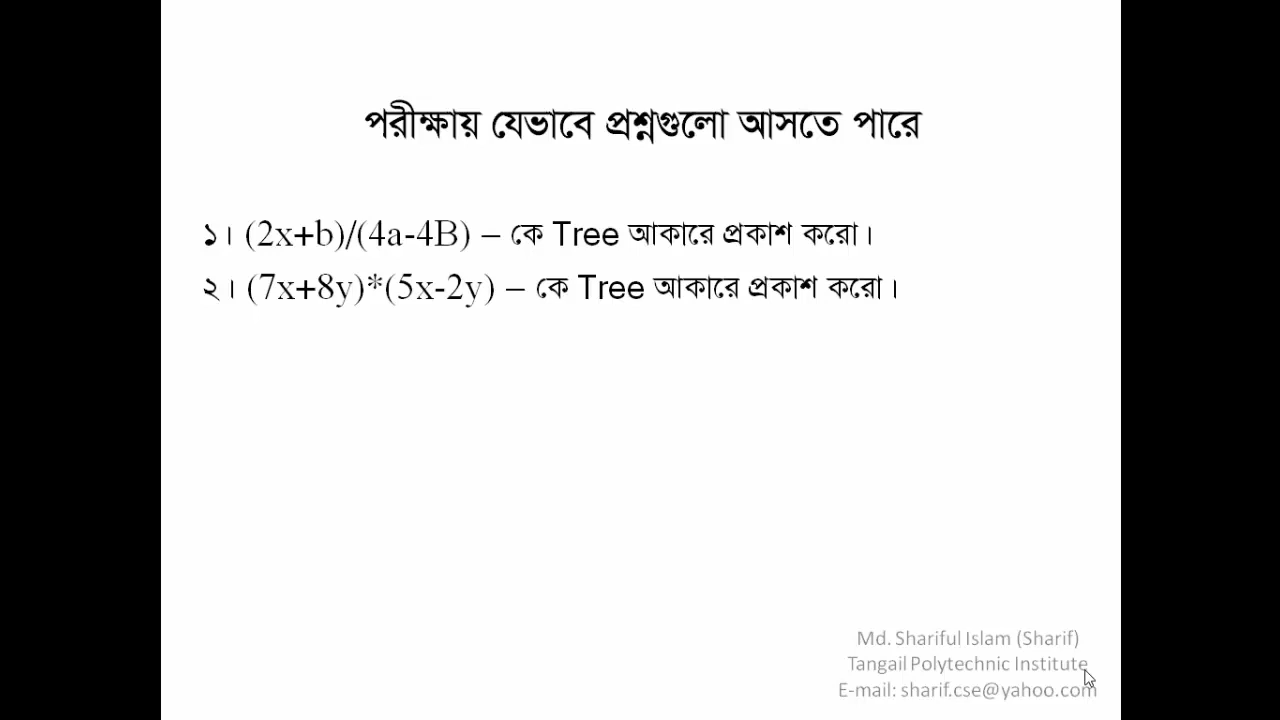 পরীক্ষায় যেভাবে প্রশ্নগুলো আসতে পারে
১। (2x+b)/(4a-4B) – কে Tree আকারে প্রকাশ করো।
২। (7x+8y)*(5x-2y) – কে Tree আকারে প্রকাশ করো।
Md. Shariful Islam (Sharif)
Tangail Polytechnic Institute
E-mail: sharif.cse@yahoo.com